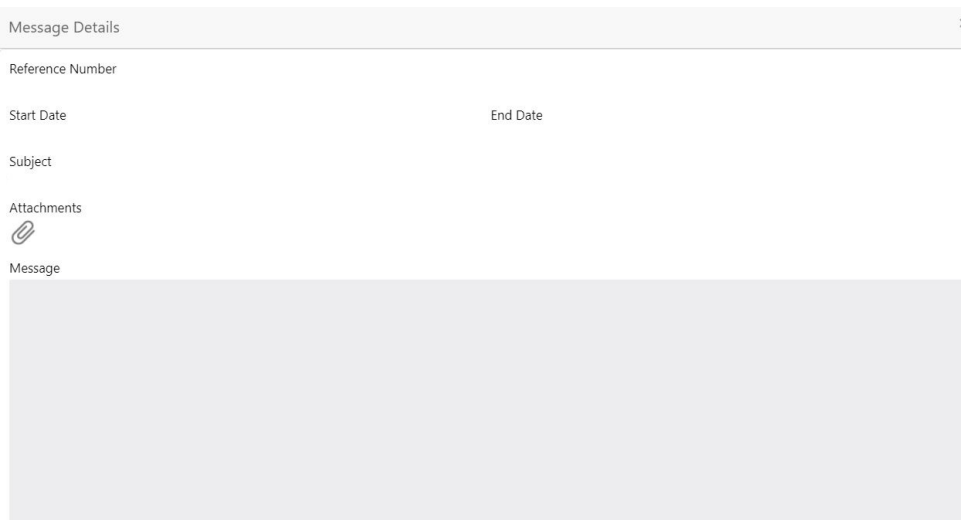 Message Details
Reference Number
Start Date End Date
Subject
Attachments
Message